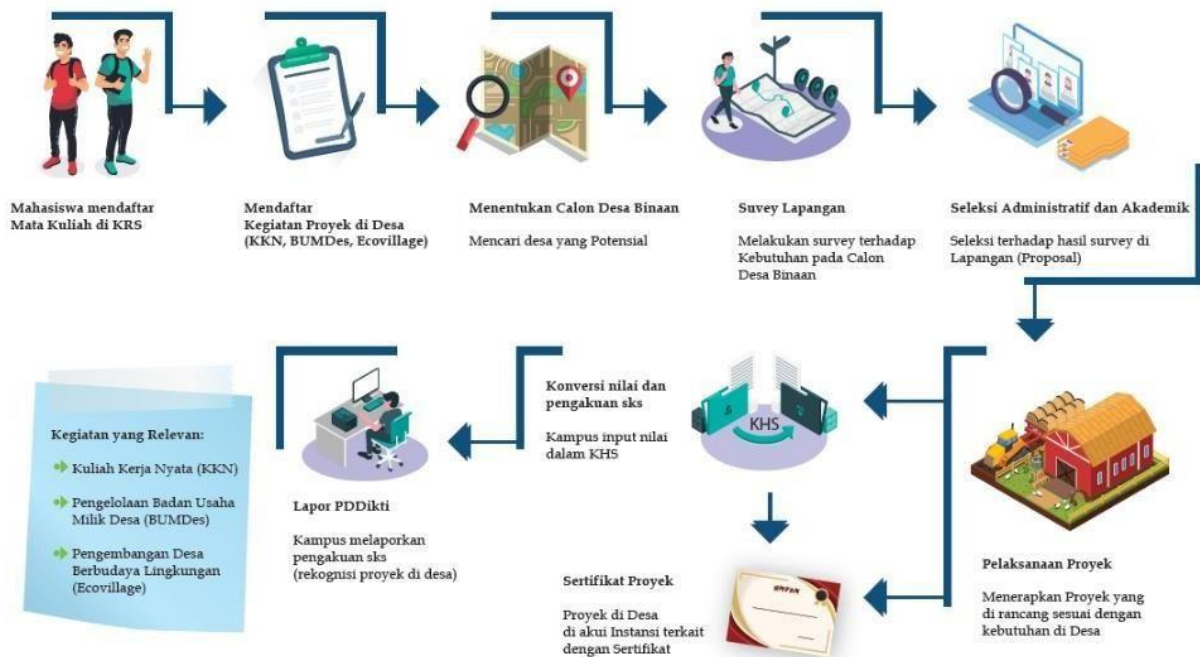 Mahasiswa mendaftar
Mata Kuliah di KRS
Mendaftar
Kegiatan Proyek di Desa
(KKN, BUMDes, Ecovillage)
Menentukan Calon Desa Binaan
Mencari desa yang Potensial
Suvey Lapangan
Melakukan survey terhadap
Kebutuhan pada Calon
Desa Binaan
Seleksi Administratif dan Akademik
Seleksi terhadap hasil survey di
Lapangan (Proposal)
Pelaksanaan Proyek
Menerapkan Proyek yang
di rancang sesuai dengan
kebutuhan di Desa
Konversi nilai dan
pengakuan sks
Kampus input nilai
dalam KHS
KHS
Sertifikat Proyek
Proyek di Desa
di akui Instansi terkait
dengan Sertifikat
Lapor PDDikti
Kampus melaporkan
pengakuan sks
(rekognisi proyek di desa)
Kegiatan yang Relevan:
Kuliah Kerja Nyata (KKN)
Pengelolaan Badan Usaha
Milik Desa (BUMDes)
Pengembangan Desa
Berbudaya Lingkungan
(Ecovillage)